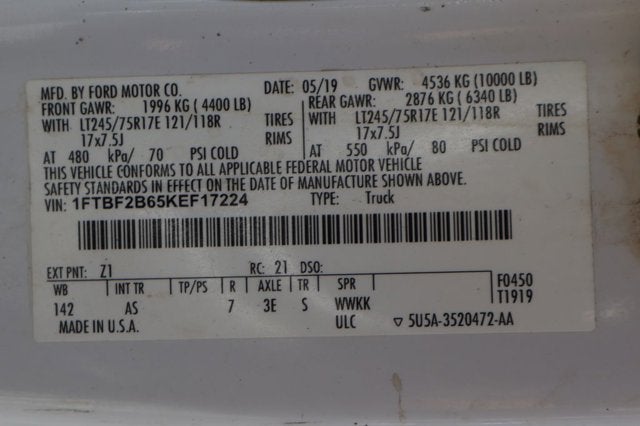 MFD. BY FORD MOTOR CO. DATE: 05/19 GVWR: 4536 KG (10000 LB)
FRONT GAWR: 1996 KG ( 4400 LB) REAR GAWR: 2876 KG ( 6340 LB)
WITH LT245/75R17E 121/118R TIRES WITH LT245/75R17E 121/118R TIRES
17x7.5J RIMS 17x7.5J RIMS
AT 480 kPa/ 70 PSI COLD AT 550 kPa/ 80 PSI COLD
THIS VEHICLE CONFORMS TO ALL APPLICABLE FEDERAL MOTOR VEHICLE
SAFETY STANDARDS IN EFFECT ON THE DATE OF MANUFACTURE SHOWN ABOVE.
VIN: 1FTBF2B65KEF17224 TYPE: Truck
EXT PNT: Z1 RC: 21 DSO:
WB INT TR TP/PS R AXLE TR SPR F0450
142 AS 7 3E S WWKK T1919
MADE IN U.S.A. ULC ▽ 5U5A-3520472-AA